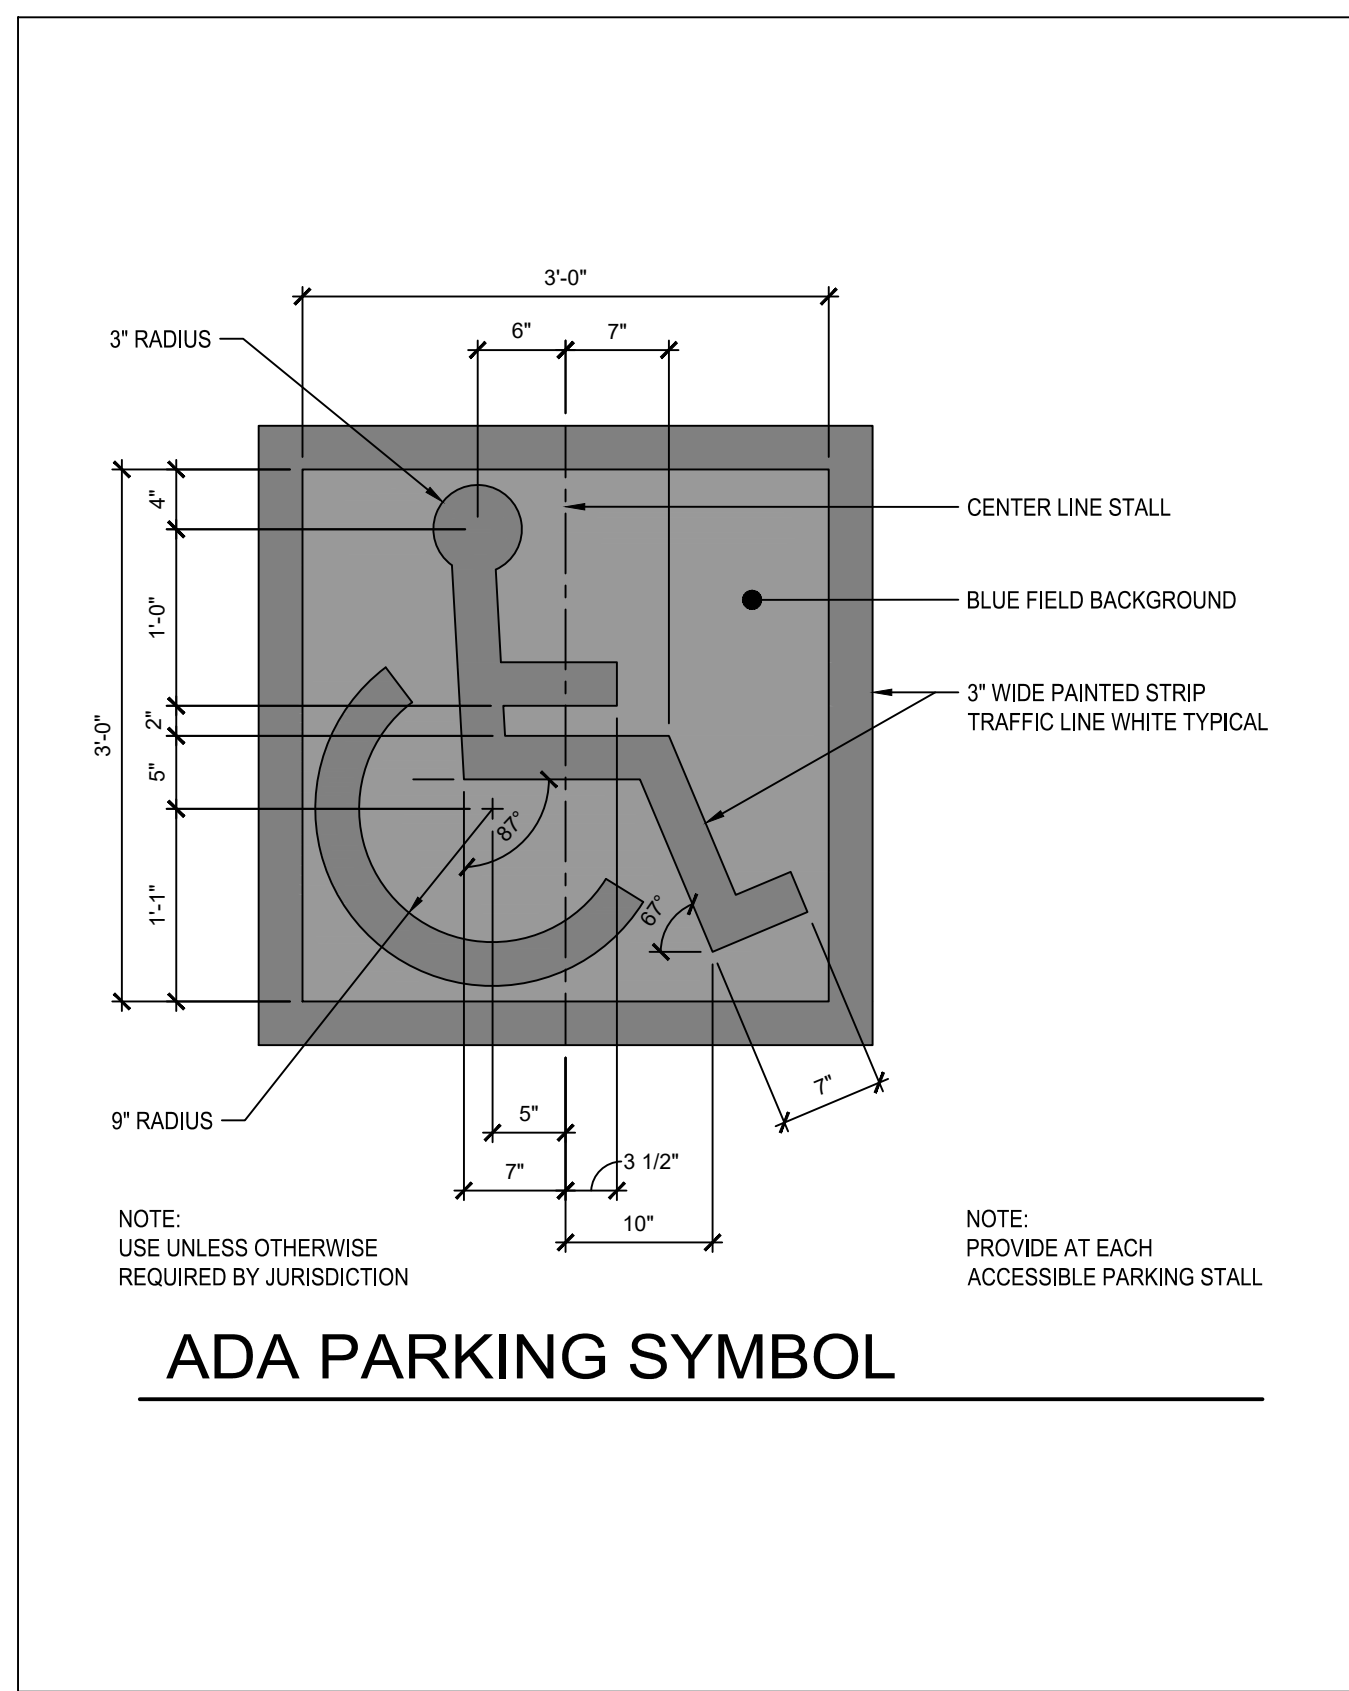 3'-0"
6"
7"
3" RADIUS
4"
CENTER LINE STALL
1'-0"
BLUE FIELD BACKGROUND
3" WIDE PAINTED STRIP
TRAFFIC LINE WHITE TYPICAL
3'-0"
2"
5"
87°
1'-1"
67°
7"
9" RADIUS
5"
7"
3 1/2"
10"
NOTE:
USE UNLESS OTHERWISE
REQUIRED BY JURISDICTION
NOTE:
PROVIDE AT EACH
ACCESSIBLE PARKING STALL
ADA PARKING SYMBOL